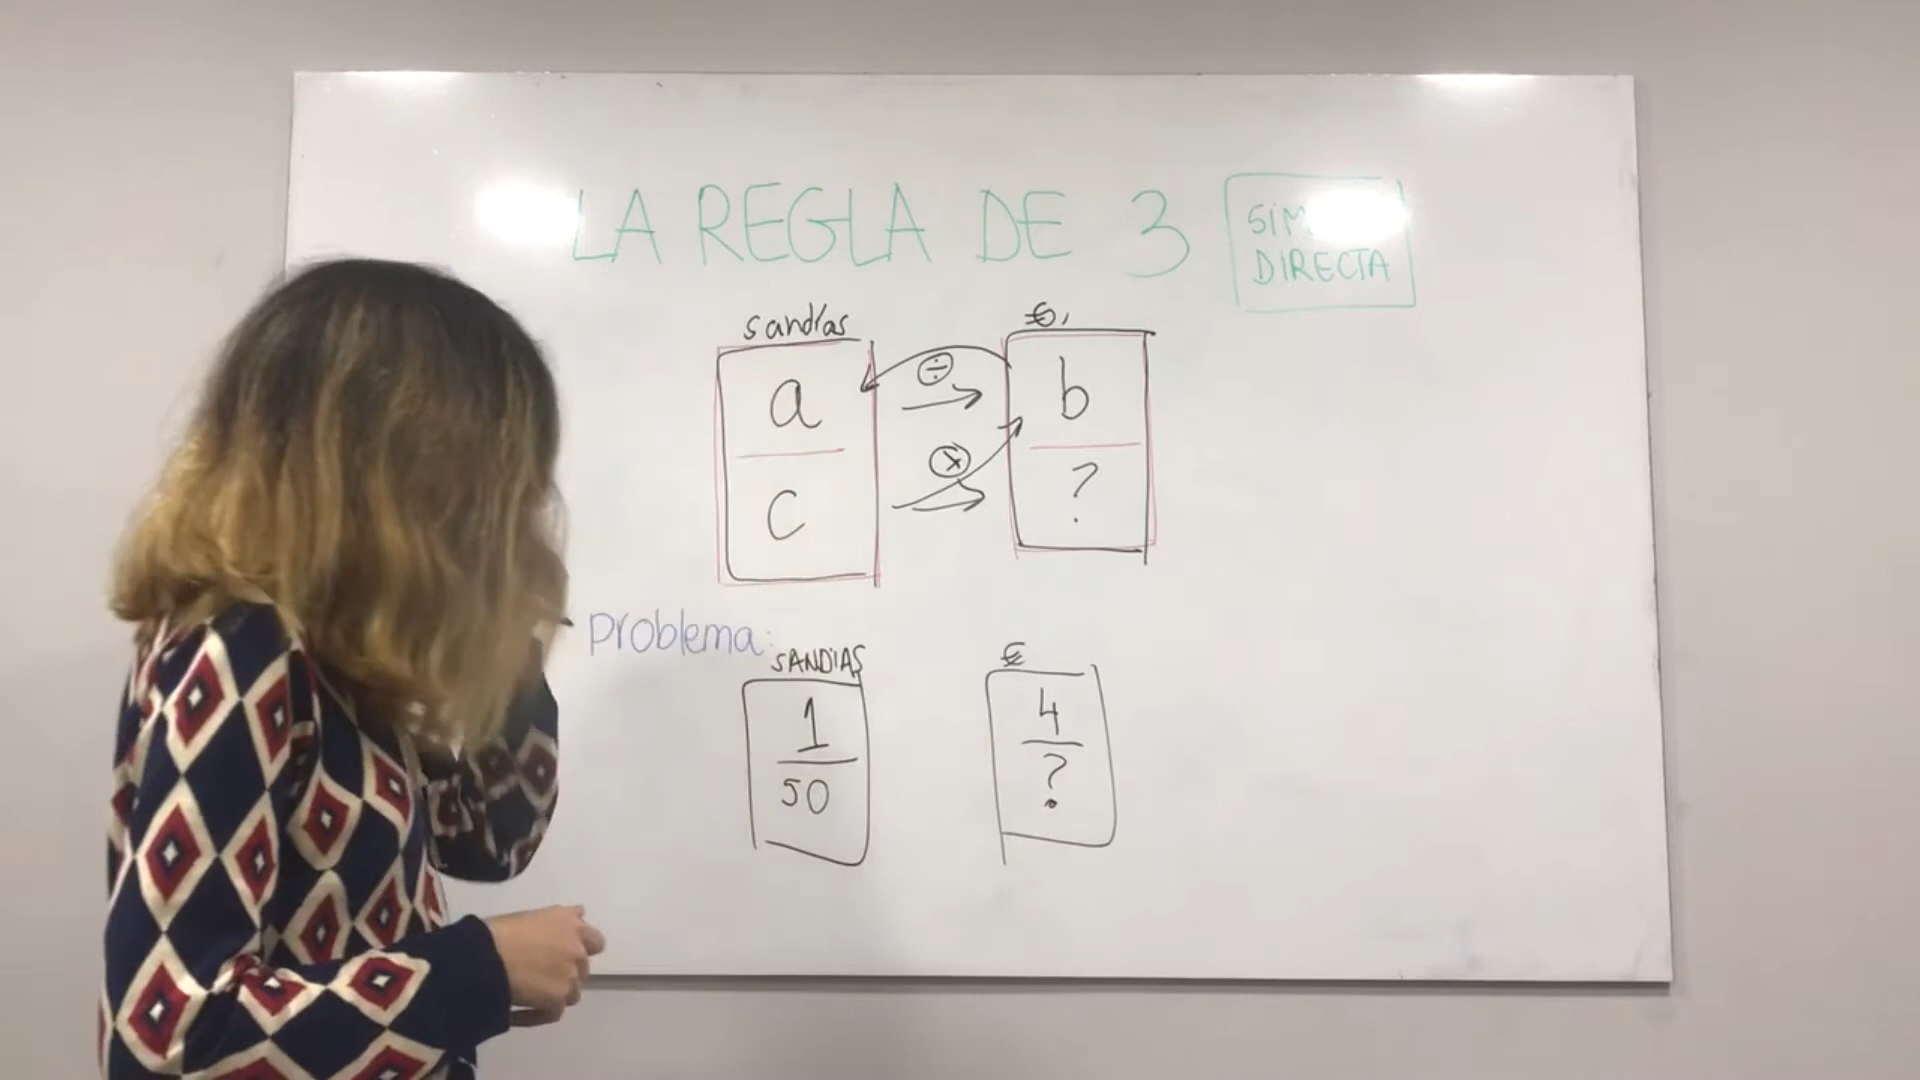 LA REGLA DE 3
DIRECTA
sandías €
a ÷ b
c × ?
problema:
SANDIAS €
1 4
50 ?